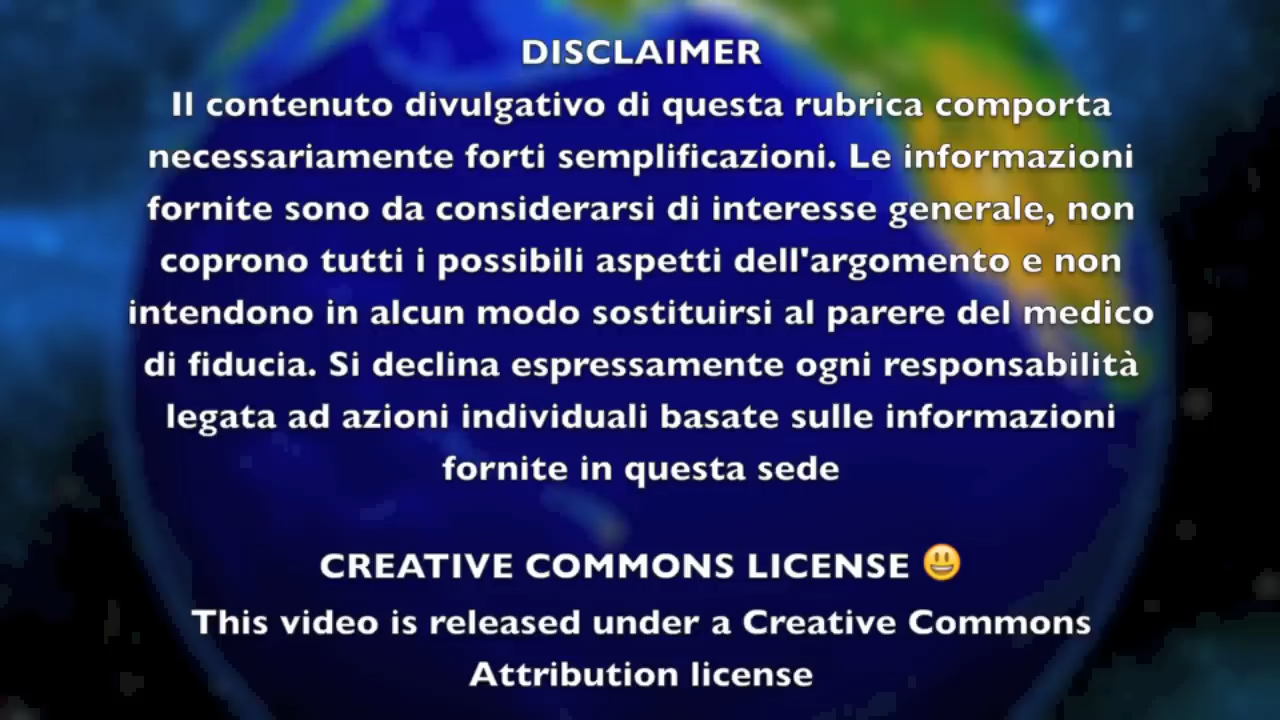 DISCLAIMER
Il contenuto divulgativo di questa rubrica comporta
necessariamente forti semplificazioni. Le informazioni
fornite sono da considerarsi di interesse generale, non
coprono tutti i possibili aspetti dell'argomento e non
intendono in alcun modo sostituirsi al parere del medico
di fiducia. Si declina espressamente ogni responsabilità
legata ad azioni individuali basate sulle informazioni
fornite in questa sede
CREATIVE COMMONS LICENSE 😃
This video is released under a Creative Commons
Attribution license